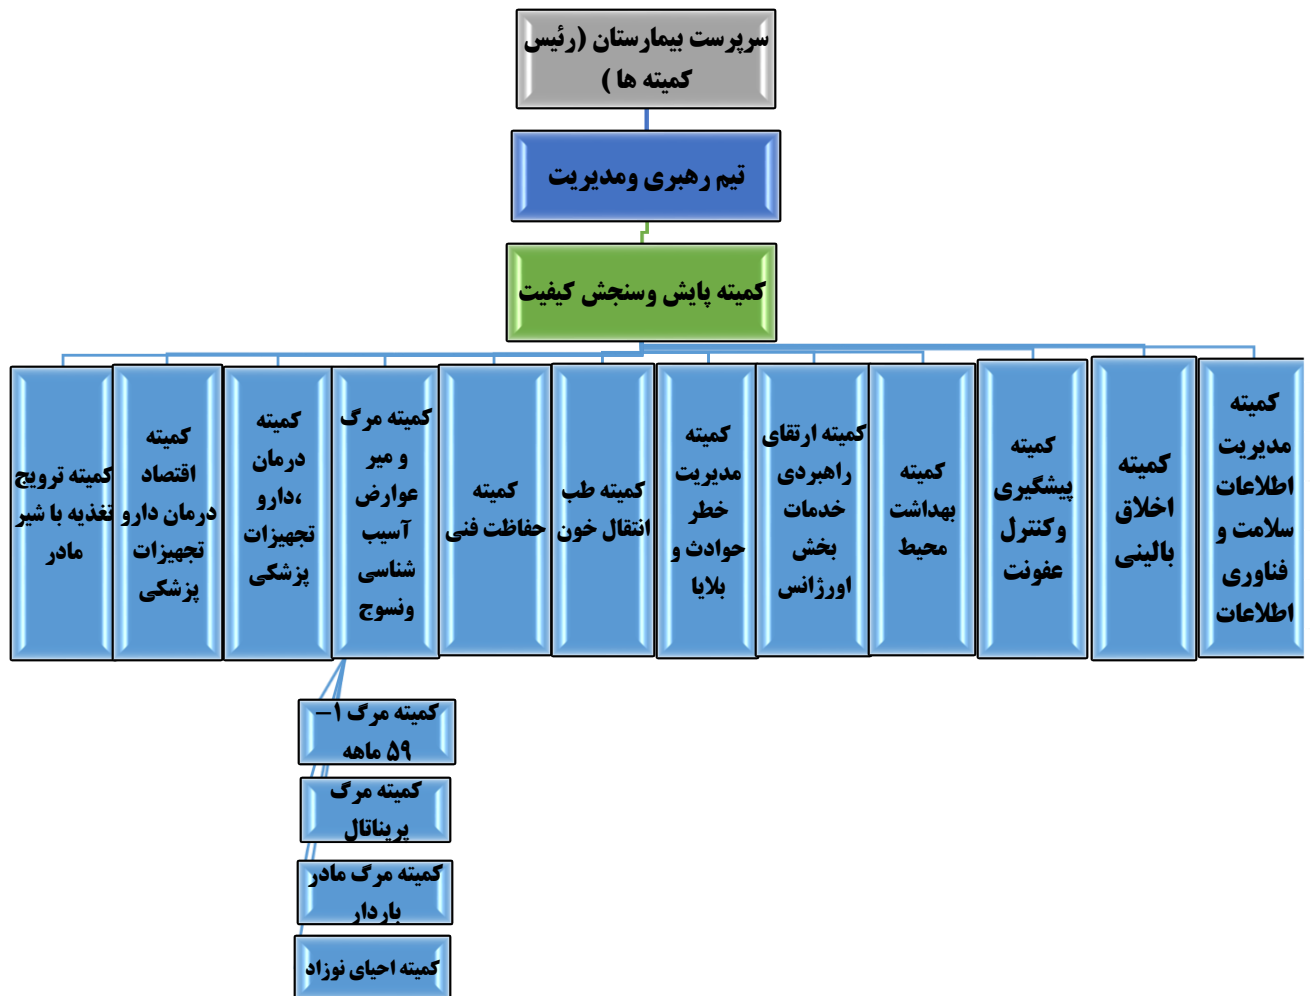 سرپرست بیمارستان (رئیس
کمیته ها )
تیم رهبری ومدیریت
کمیته پایش وسنجش کیفیت
کمیته
مدیریت
اطلاعات
سلامت و
فناوری
اطلاعات
کمیته
اخلاق
بالینی
کمیته
پیشگیری
وکنترل
عفونت
کمیته
بهداشت
محیط
کمیته ارتقای
راهبردی
خدمات
بخش
اورژانس
کمیته
مدیریت
خطر
حوادث و
بلایا
کمیته طب
انتقال خون
کمیته
حفاظت فنی
کمیته مرگ
و میر
عوارض
آسیب
شناسی
ونسوج
کمیته
درمان
،دارو
تجهیزات
پزشکی
کمیته
اقتصاد
درمان دارو
تجهیزات
پزشکی
کمیته ترویج
تغذیه با شیر
مادر
کمیته مرگ ۱–
۵۹ ماهه
کمیته مرگ
پریناتال
کمیته مرگ مادر
باردار
کمیته احیای نوزاد